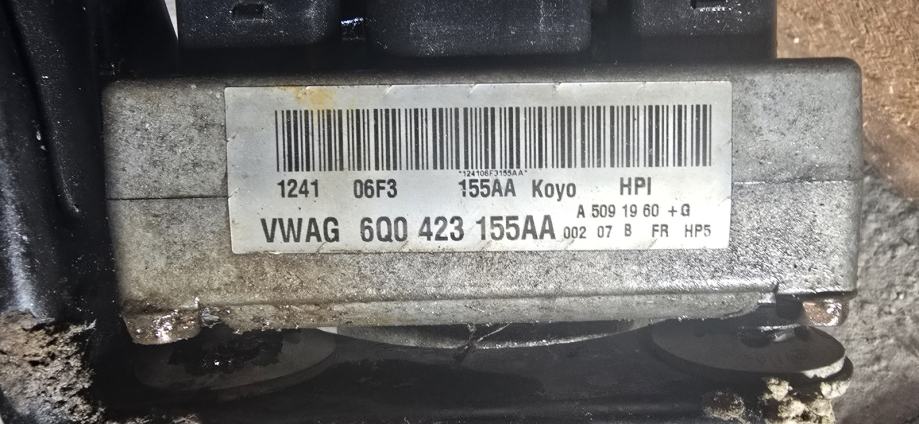 *124106F3155AA*
1241 06F3 155AA Koyo HPI
VWAG 6Q0 423 155AA A 509 19 60 +G
002 07 B FR HP5